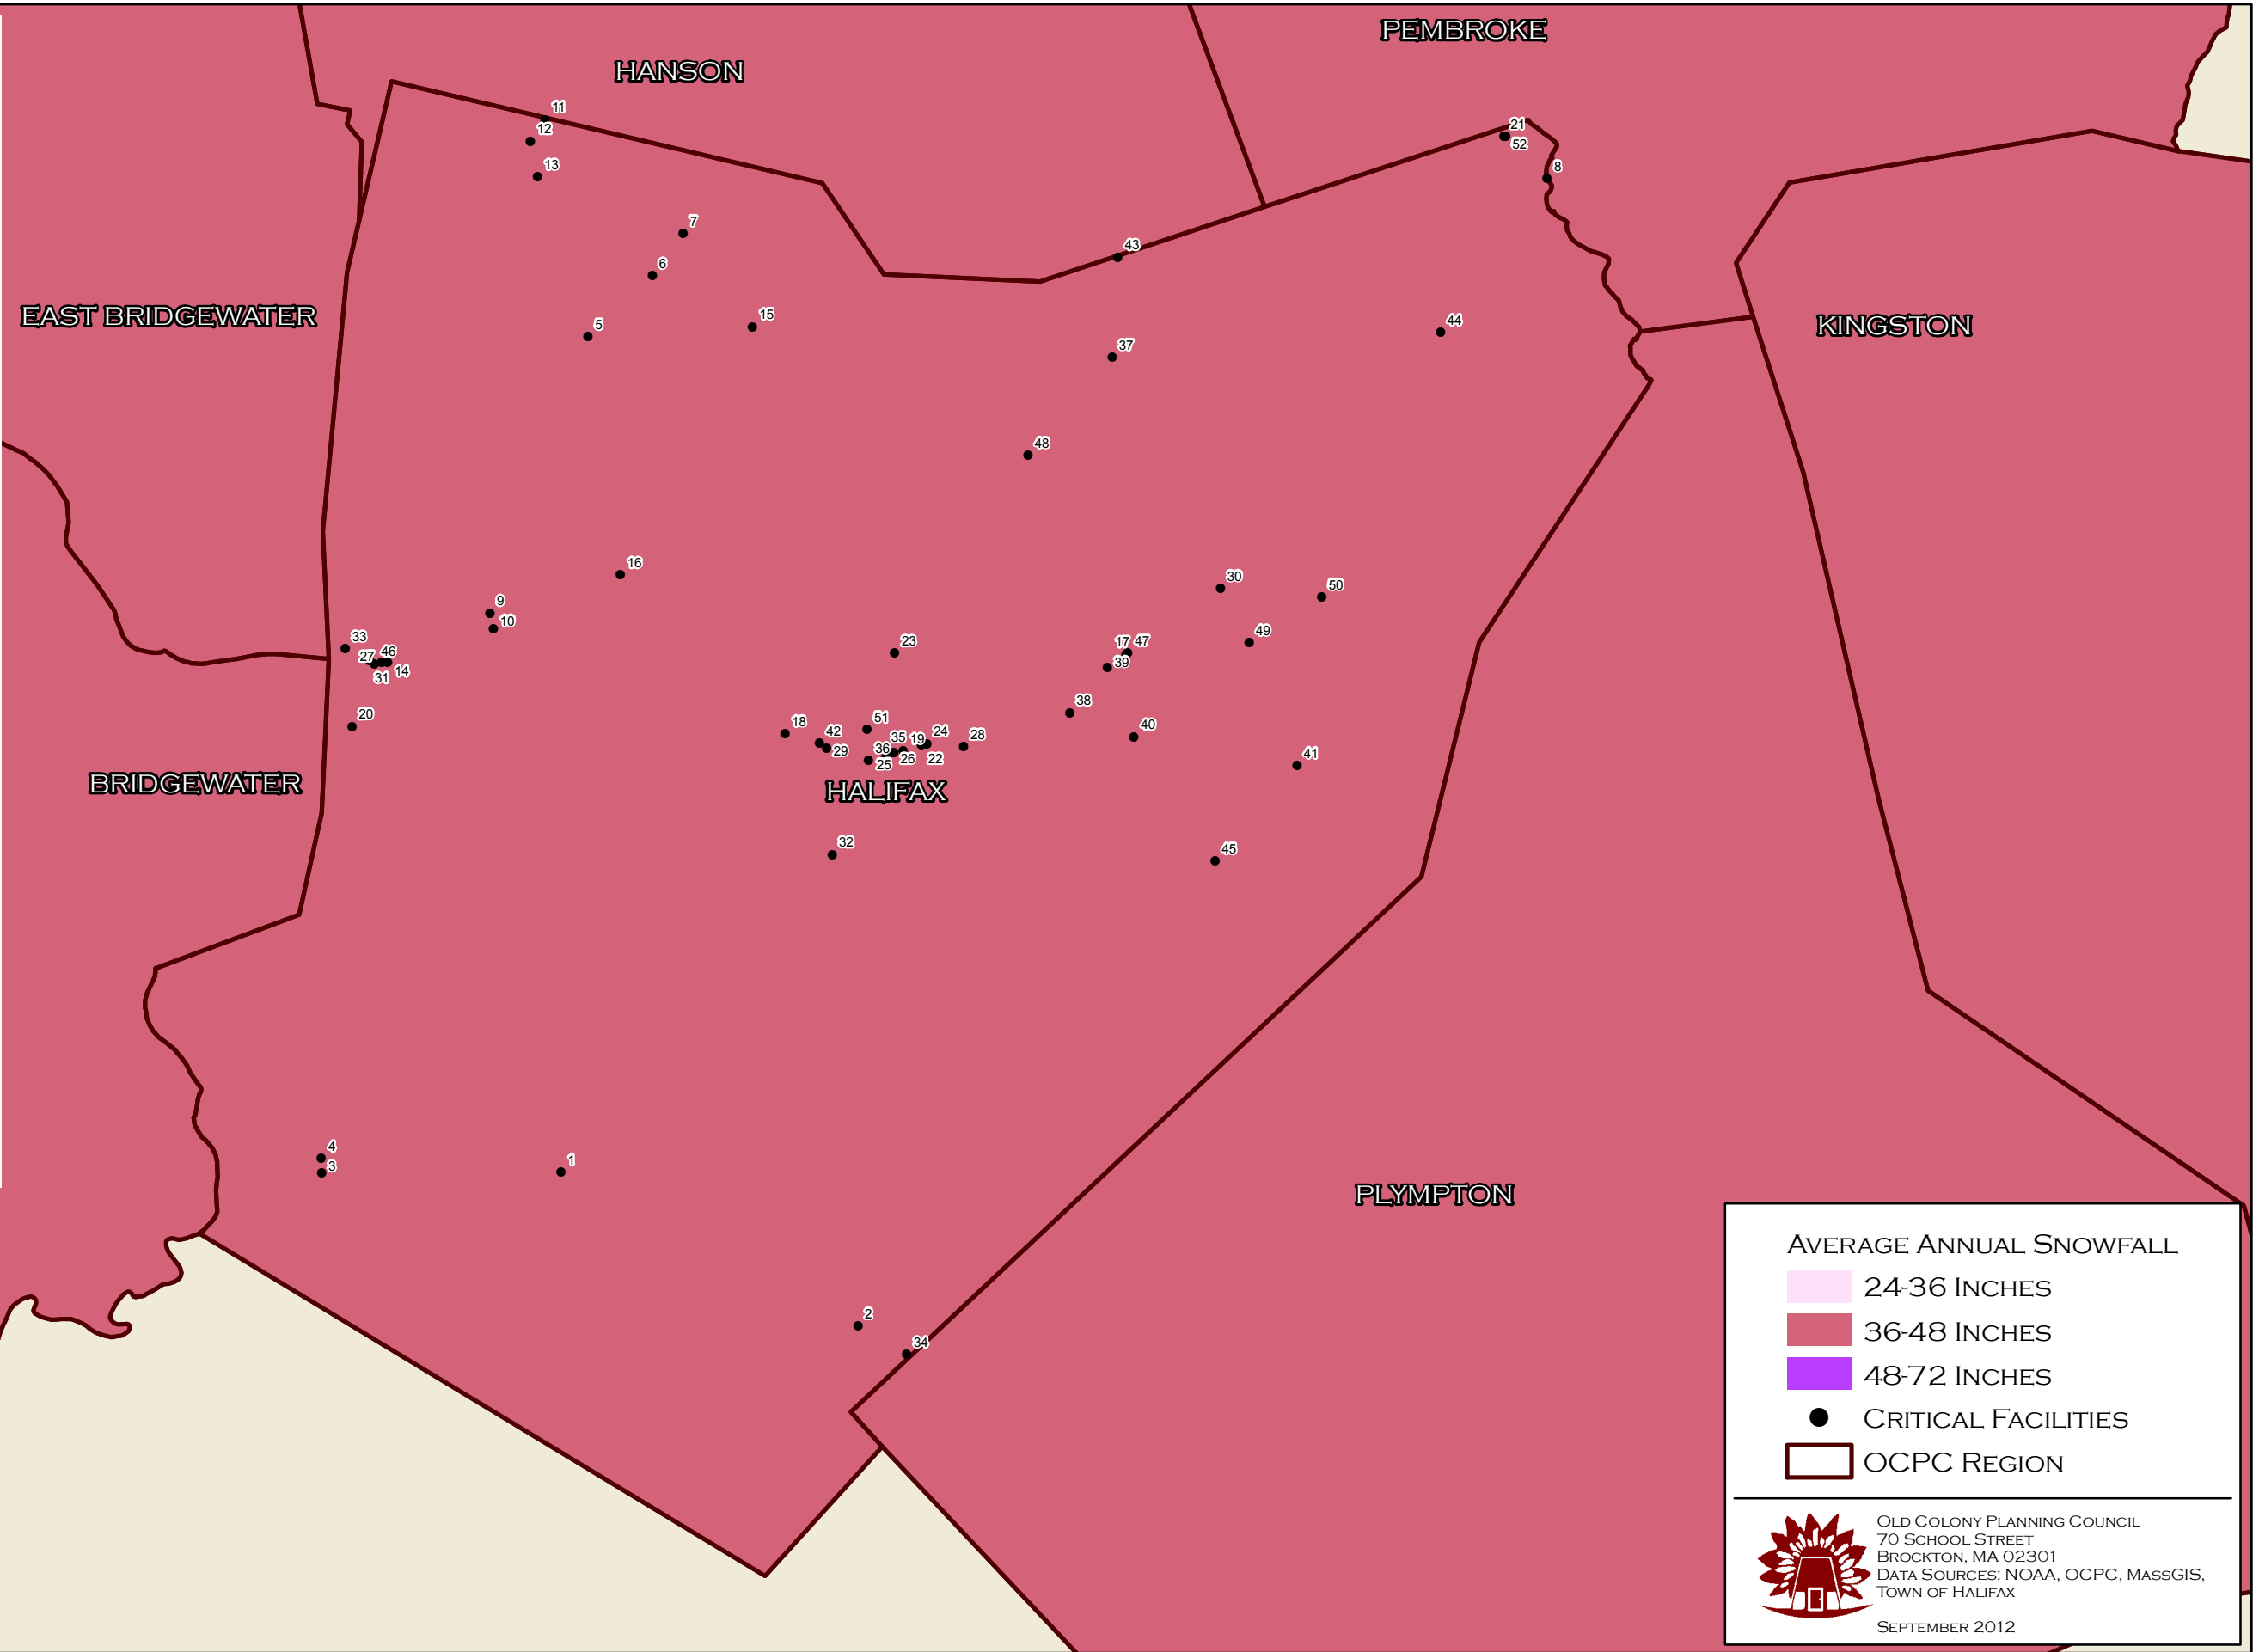 PEMBROKE
HANSON
11
12
21
52
13
8
7
43
6
EAST BRIDGEWATER
15
44
5
KINGSTON
37
48
16
30
50
9
10
33
23
17
47
49
27
46
39
31
14
38
20
51
18
42
40
35
19
24
28
29
36
26
22
25
41
BRIDGEWATER
HALIFAX
32
45
4
3
1
PLYMPTON
2
34
AVERAGE ANNUAL SNOWFALL
24-36 INCHES
36-48 INCHES
48-72 INCHES
CRITICAL FACILITIES
OCPC REGION
OLD COLONY PLANNING COUNCIL
70 SCHOOL STREET
BROCKTON, MA 02301
DATA SOURCES: NOAA, OCPC, MASSGIS,
TOWN OF HALIFAX
SEPTEMBER 2012